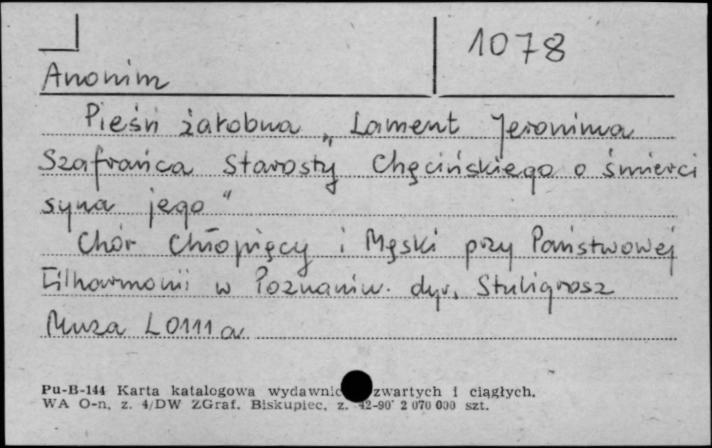 1078
Anonim
Pieśń żałobna „Lament Jeronima
Szafrańca Starosty Chęcińskiego o śmierci
syna jego"
Chór Chłopięcy i Męski przy Państwowej
Filharmonii w Poznaniu. dyr. Stuligrosz
Muza L 0111 a
Pu-B-144 Karta katalogowa wydawnic zwartych i ciągłych.
WA O-n, z. 4/DW ZGraf. Biskupiec, z. 42-90 2 070 000 szt.